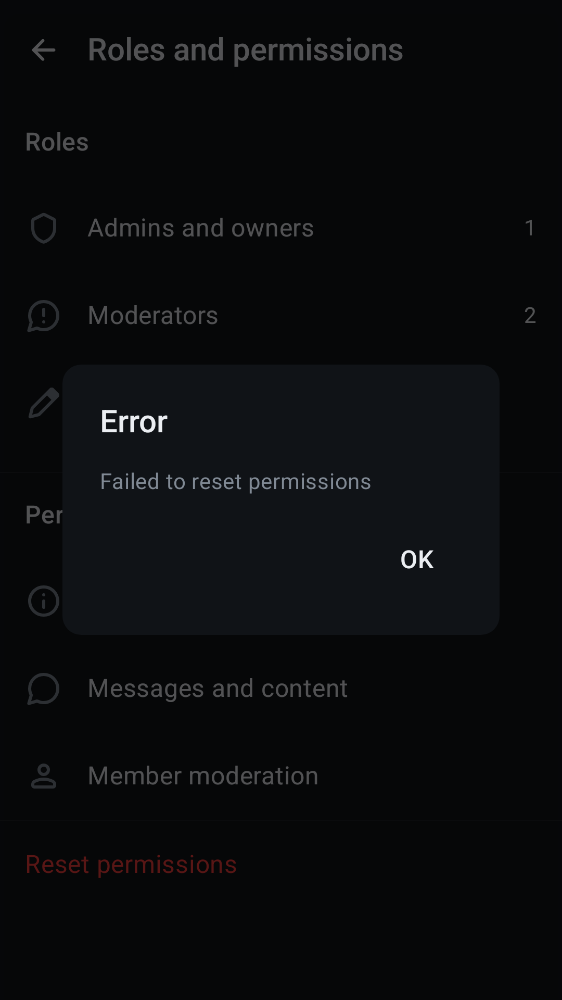 Roles and permissions
Roles
Admins and owners 1
Moderators 2
Error
Failed to reset permissions
Per
OK
Messages and content
Member moderation
Reset permissions